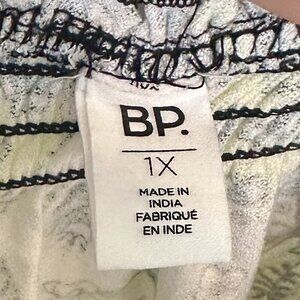 BP.
1X
MADE IN
INDIA
FABRIQUÉ
EN INDE